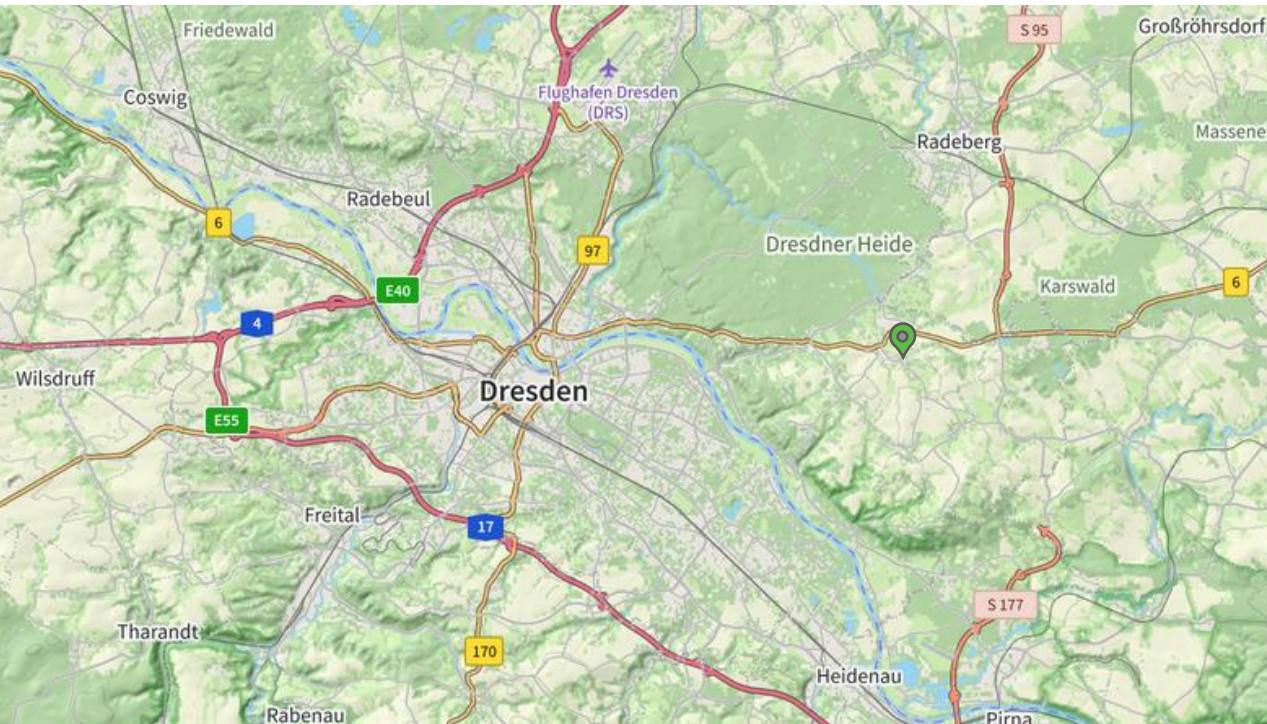 Friedewald
S 95
Großröhrsdorf
Coswig
Flughafen Dresden
(DRS)
Radeberg
Massene
Radebeul
6
97
Dresdner Heide
E40
Karswald
6
4
Wilsdruff
Dresden
E55
Freital
17
S 177
Tharandt
170
Heidenau
Rabenau
Pirna